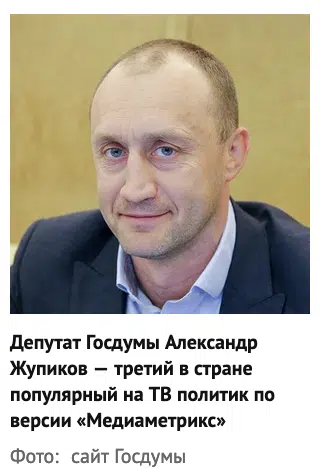 Депутат Госдумы Александр
Жупиков — третий в стране
популярный на ТВ политик по
версии «Медиаметрикс»
Фото: сайт Госдумы